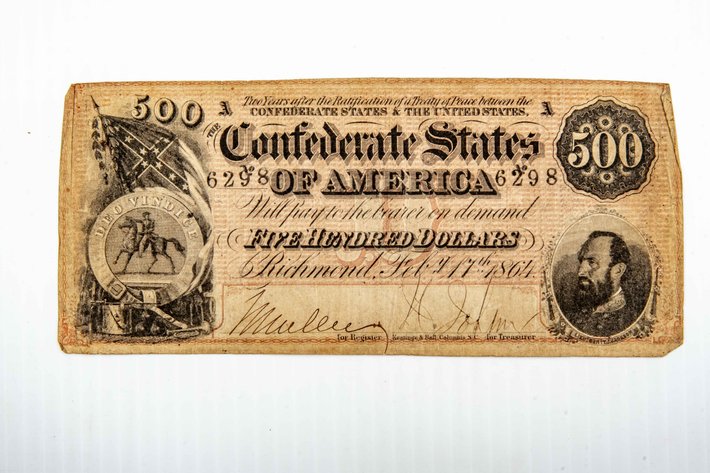 500 A Two Years after the Ratification of a Treaty of Peace between the A
CONFEDERATE STATES & THE UNITED STATES,
THE Confederate States 500
No 6298 OF AMERICA No 6298
DEO VINDICE
Will pay to the bearer on demand
FIVE HUNDRED DOLLARS
Richmond, Feby 17th 1864
for Register. Keatinge & Ball, Columbia, S.C. for Treasurer